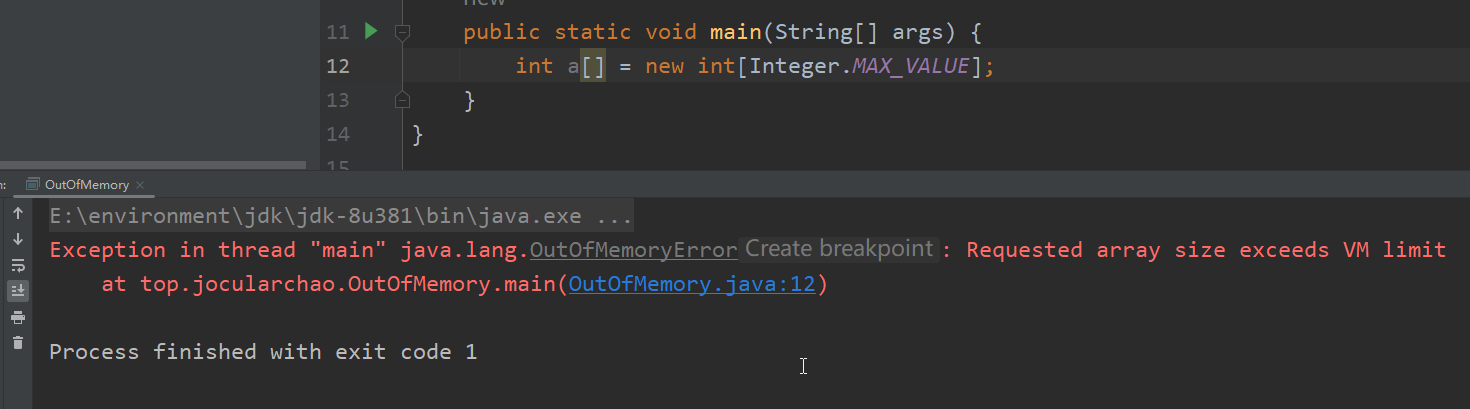 new
11 public static void main(String[] args) {
12 int a[] = new int[Integer.MAX_VALUE];
13 }
14 }
15
n: OutOfMemory ×
E:\environment\jdk\jdk-8u381\bin\java.exe ...
Exception in thread "main" java.lang.OutOfMemoryError Create breakpoint : Requested array size exceeds VM limit
at top.jocularchao.OutOfMemory.main(OutOfMemory.java:12)
Process finished with exit code 1